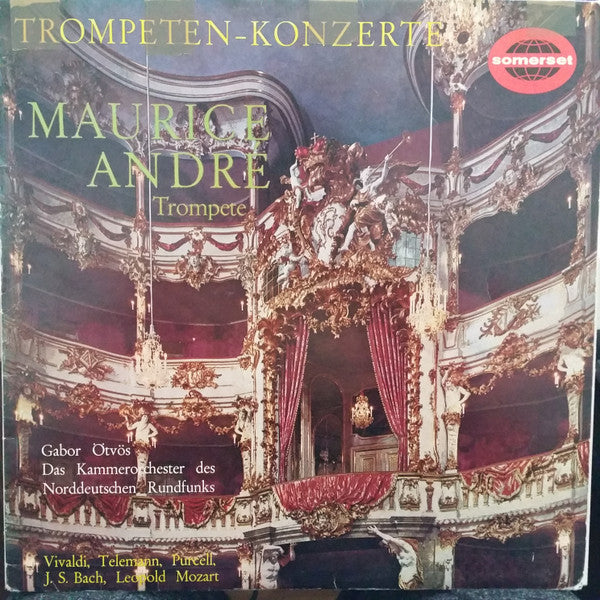 TROMPETEN-KONZERTE
somerset
MAURICE
ANDRÉ
Trompete
Gabor Ötvös
Das Kammerorchester des
Norddeutschen Rundfunks
Vivaldi, Telemann, Purcell,
J. S. Bach, Leopold Mozart